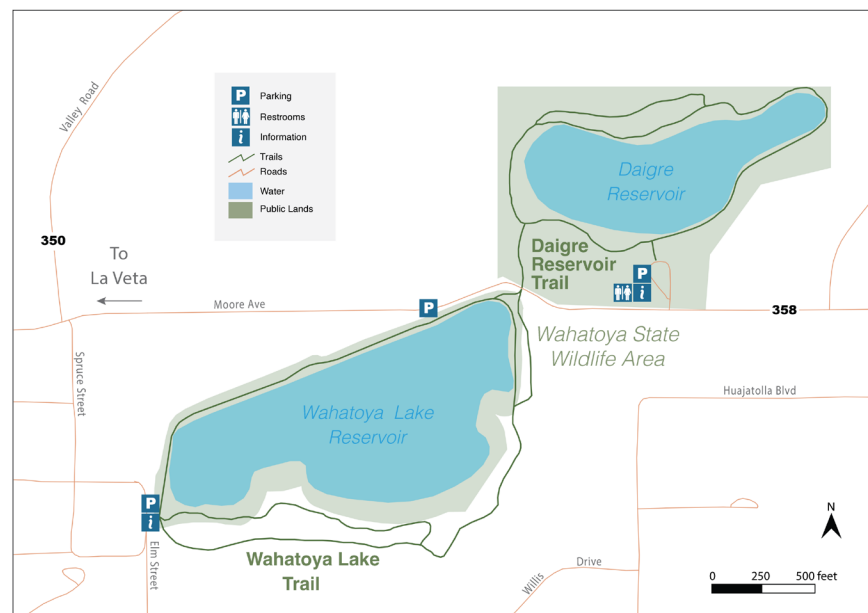 Valley Road
P Parking
Restrooms
i Information
Trails
Roads
Water
Public Lands
Daigre
Reservoir
350
To
La Veta
Daigre
Reservoir
Trail
P
i
Moore Ave
P
358
Wahatoya State
Wildlife Area
Spruce Street
Huajatolla Blvd
Wahatoya Lake
Reservoir
P
i
N
Elm Street
Wahatoya Lake
Trail
Willis Drive
0 250 500 feet